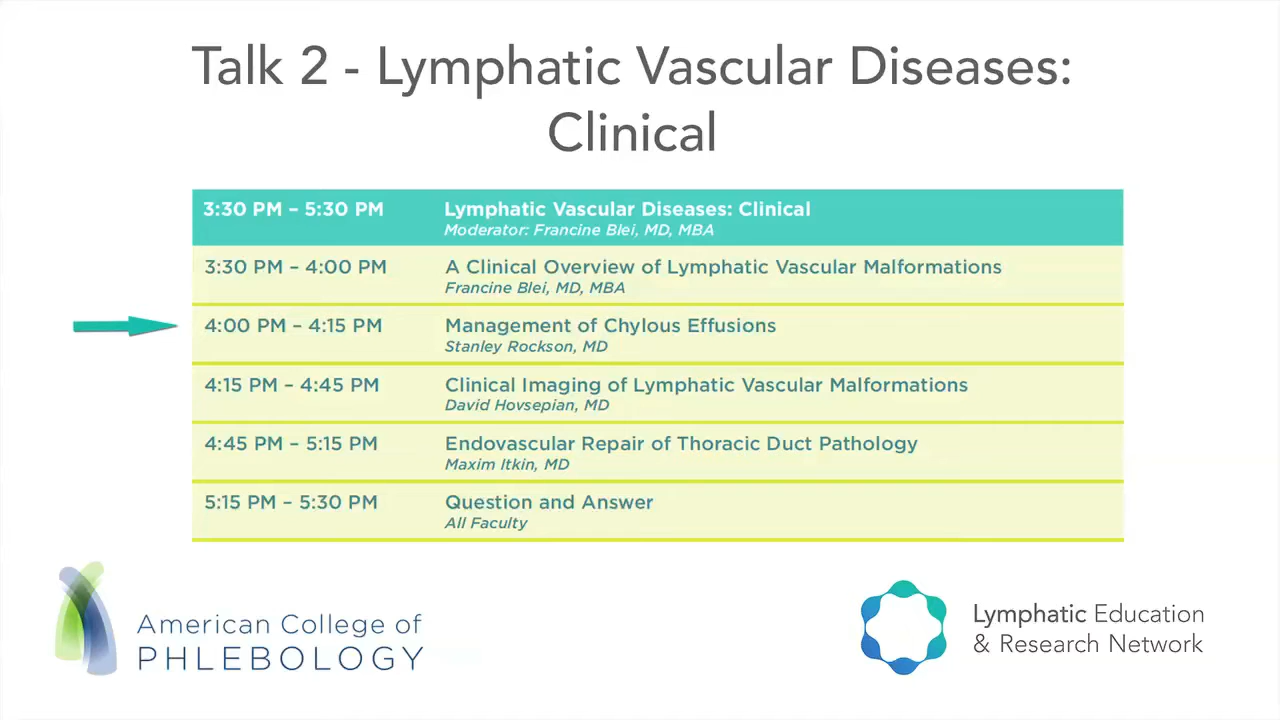 Talk 2 - Lymphatic Vascular Diseases:
Clinical
3:30 PM – 5:30 PM
Lymphatic Vascular Diseases: Clinical
Moderator: Francine Blei, MD, MBA
3:30 PM – 4:00 PM
A Clinical Overview of Lymphatic Vascular Malformations
Francine Blei, MD, MBA
4:00 PM – 4:15 PM
Management of Chylous Effusions
Stanley Rockson, MD
4:15 PM – 4:45 PM
Clinical Imaging of Lymphatic Vascular Malformations
David Hovsepian, MD
4:45 PM – 5:15 PM
Endovascular Repair of Thoracic Duct Pathology
Maxim Itkin, MD
5:15 PM – 5:30 PM
Question and Answer
All Faculty
American College of
PHLEBOLOGY
Lymphatic Education
& Research Network